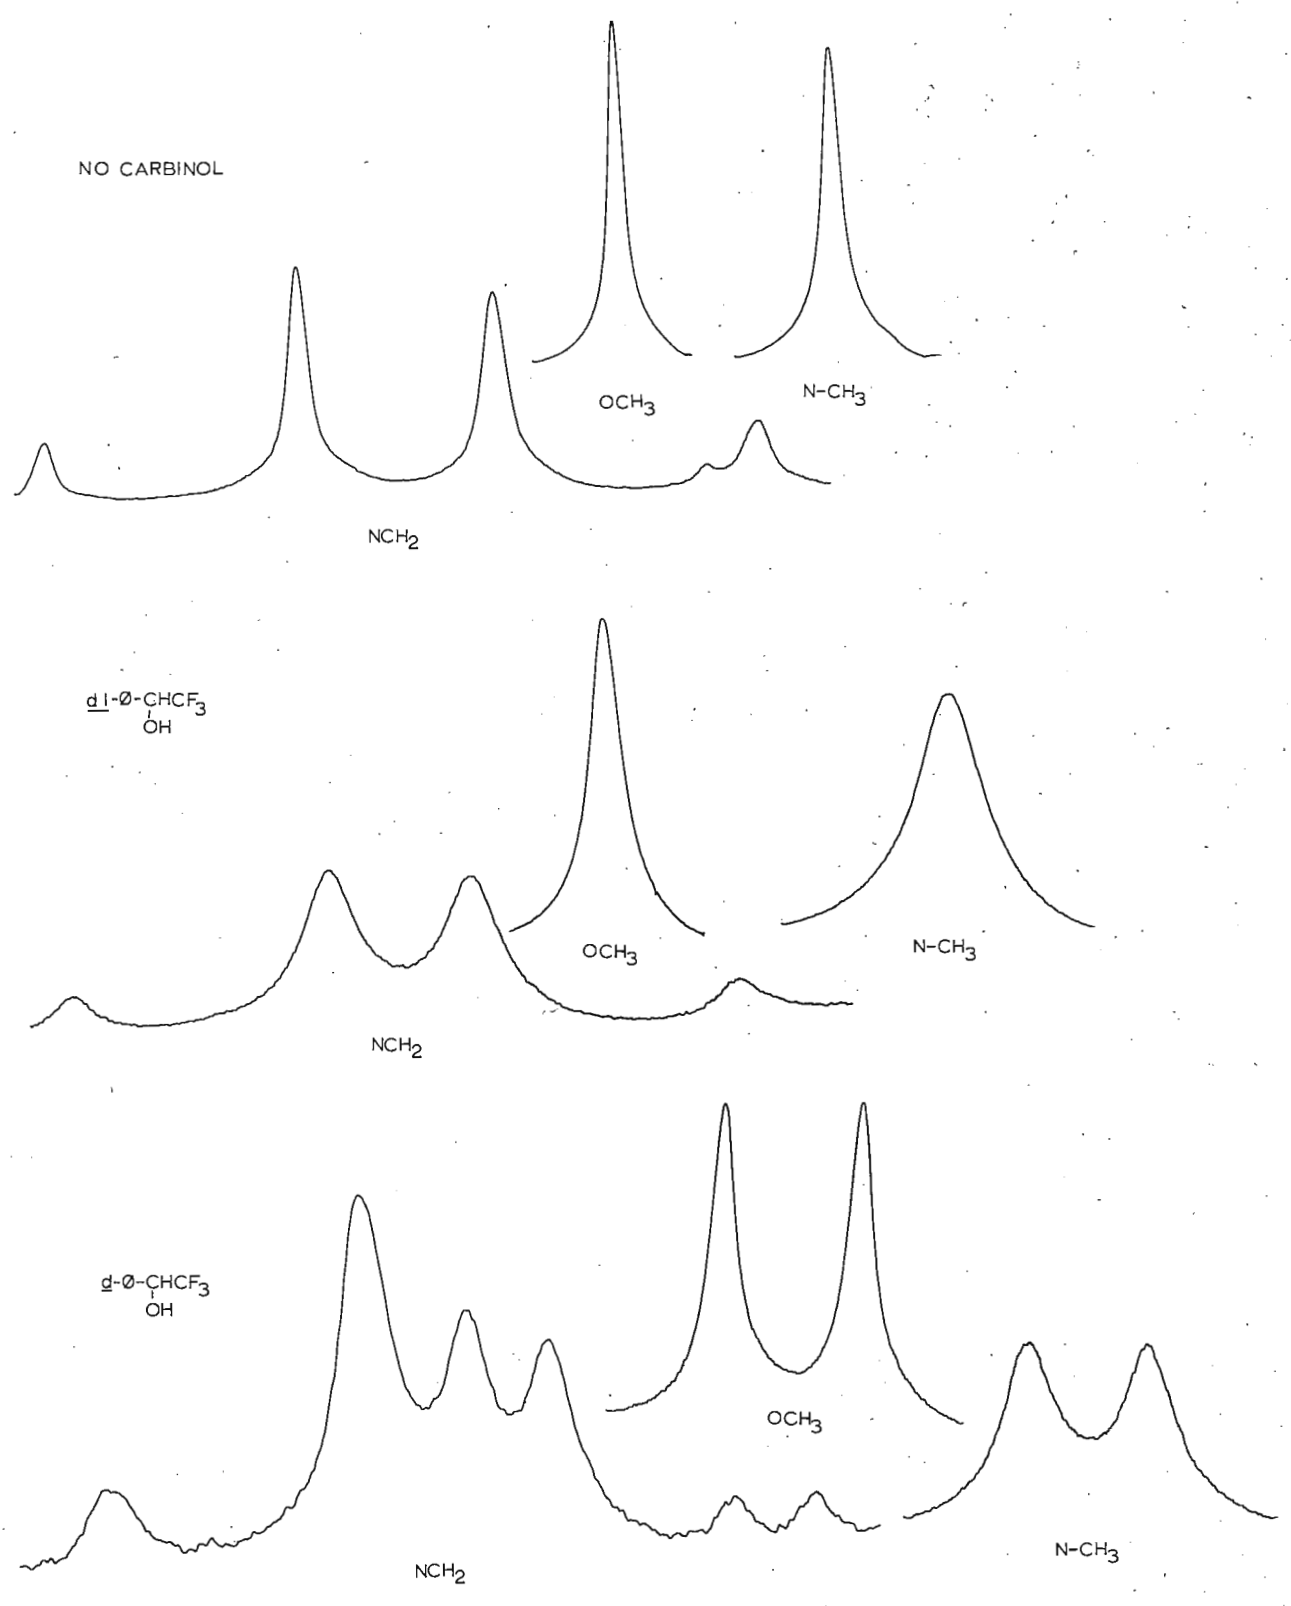 NO CARBINOL
OCH3
N-CH3
NCH2
dl-Ø-CHCF3
OH
OCH3
N-CH3
NCH2
d-Ø-CHCF3
OH
OCH3
N-CH3
NCH2